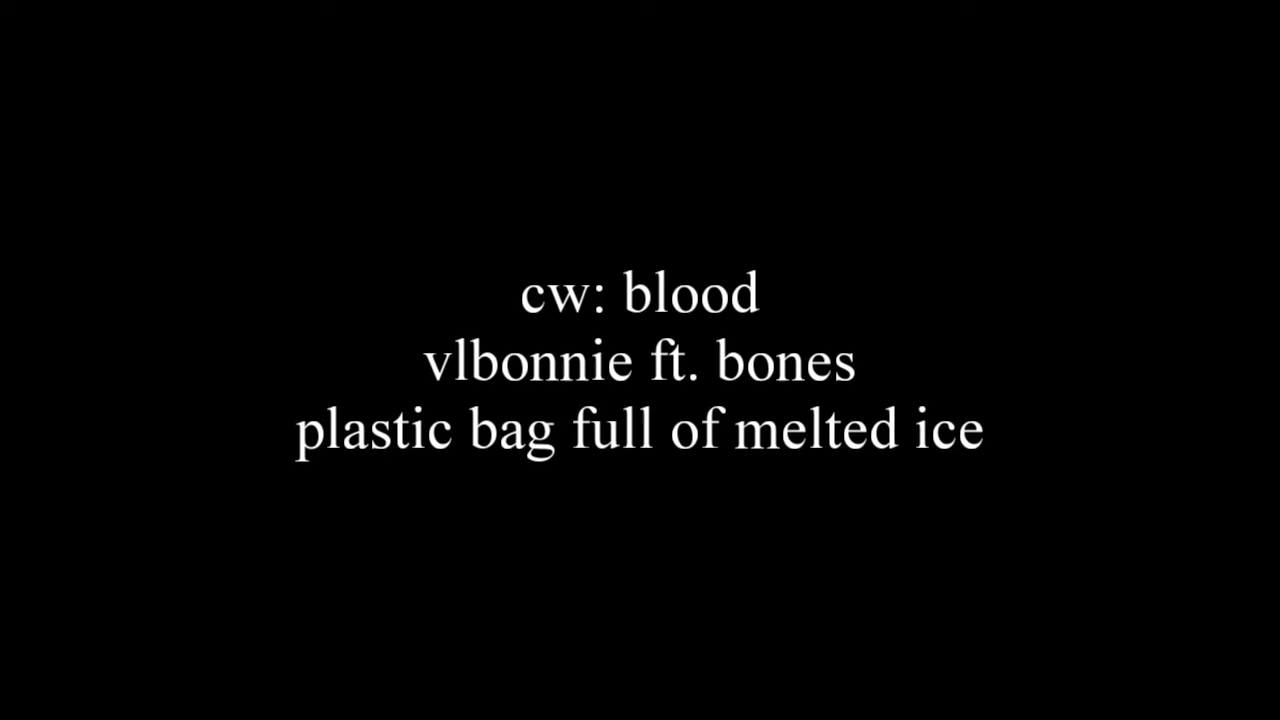 cw: blood
vlbonnie ft. bones
plastic bag full of melted ice